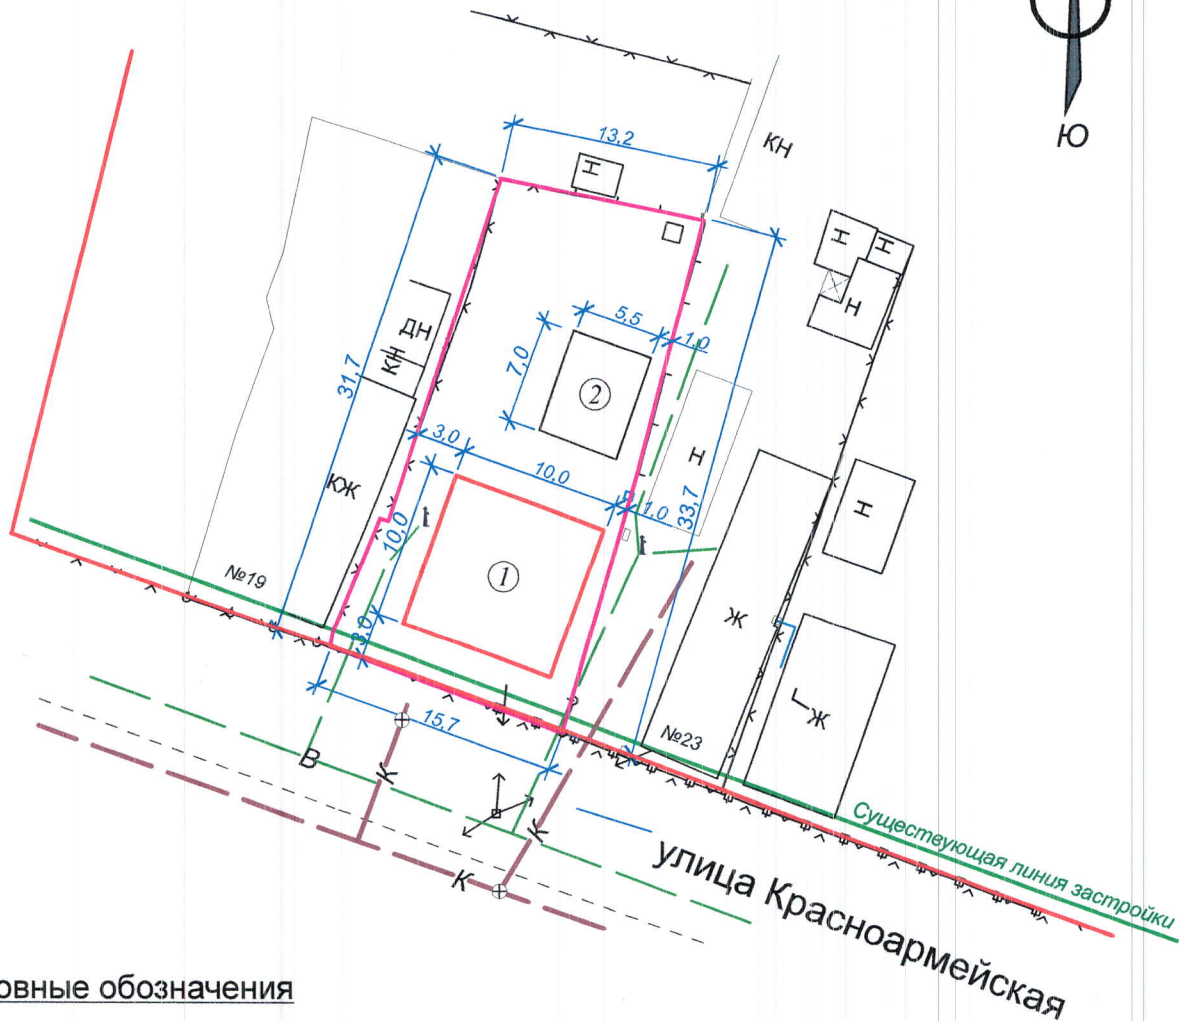 Ю
13,2
Н
КН
Н
Н
Н
5,5
1,0
7,0
2
ДН
КН
31,7
3,0
10,0
Н
1,0
33,7
Н
КЖ
10,0
1
№19
3,0
Ж
Ж
15,7
№23
В
К
К
К
Существующая линия застройки
улица Красноармейская
овные обозначения